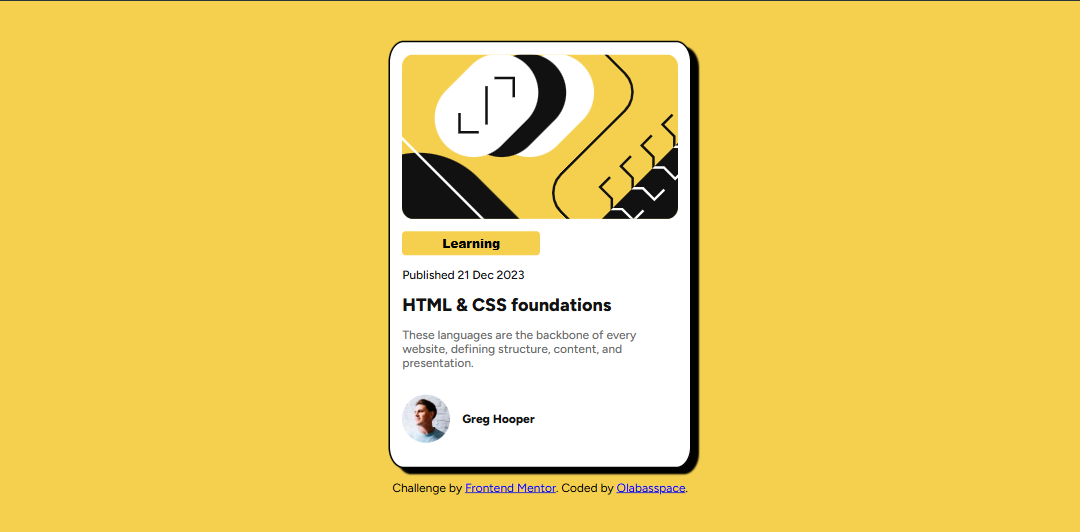 Learning
Published 21 Dec 2023
HTML & CSS foundations
These languages are the backbone of every
website, defining structure, content, and
presentation.
Greg Hooper
Challenge by Frontend Mentor. Coded by Olabasspace.